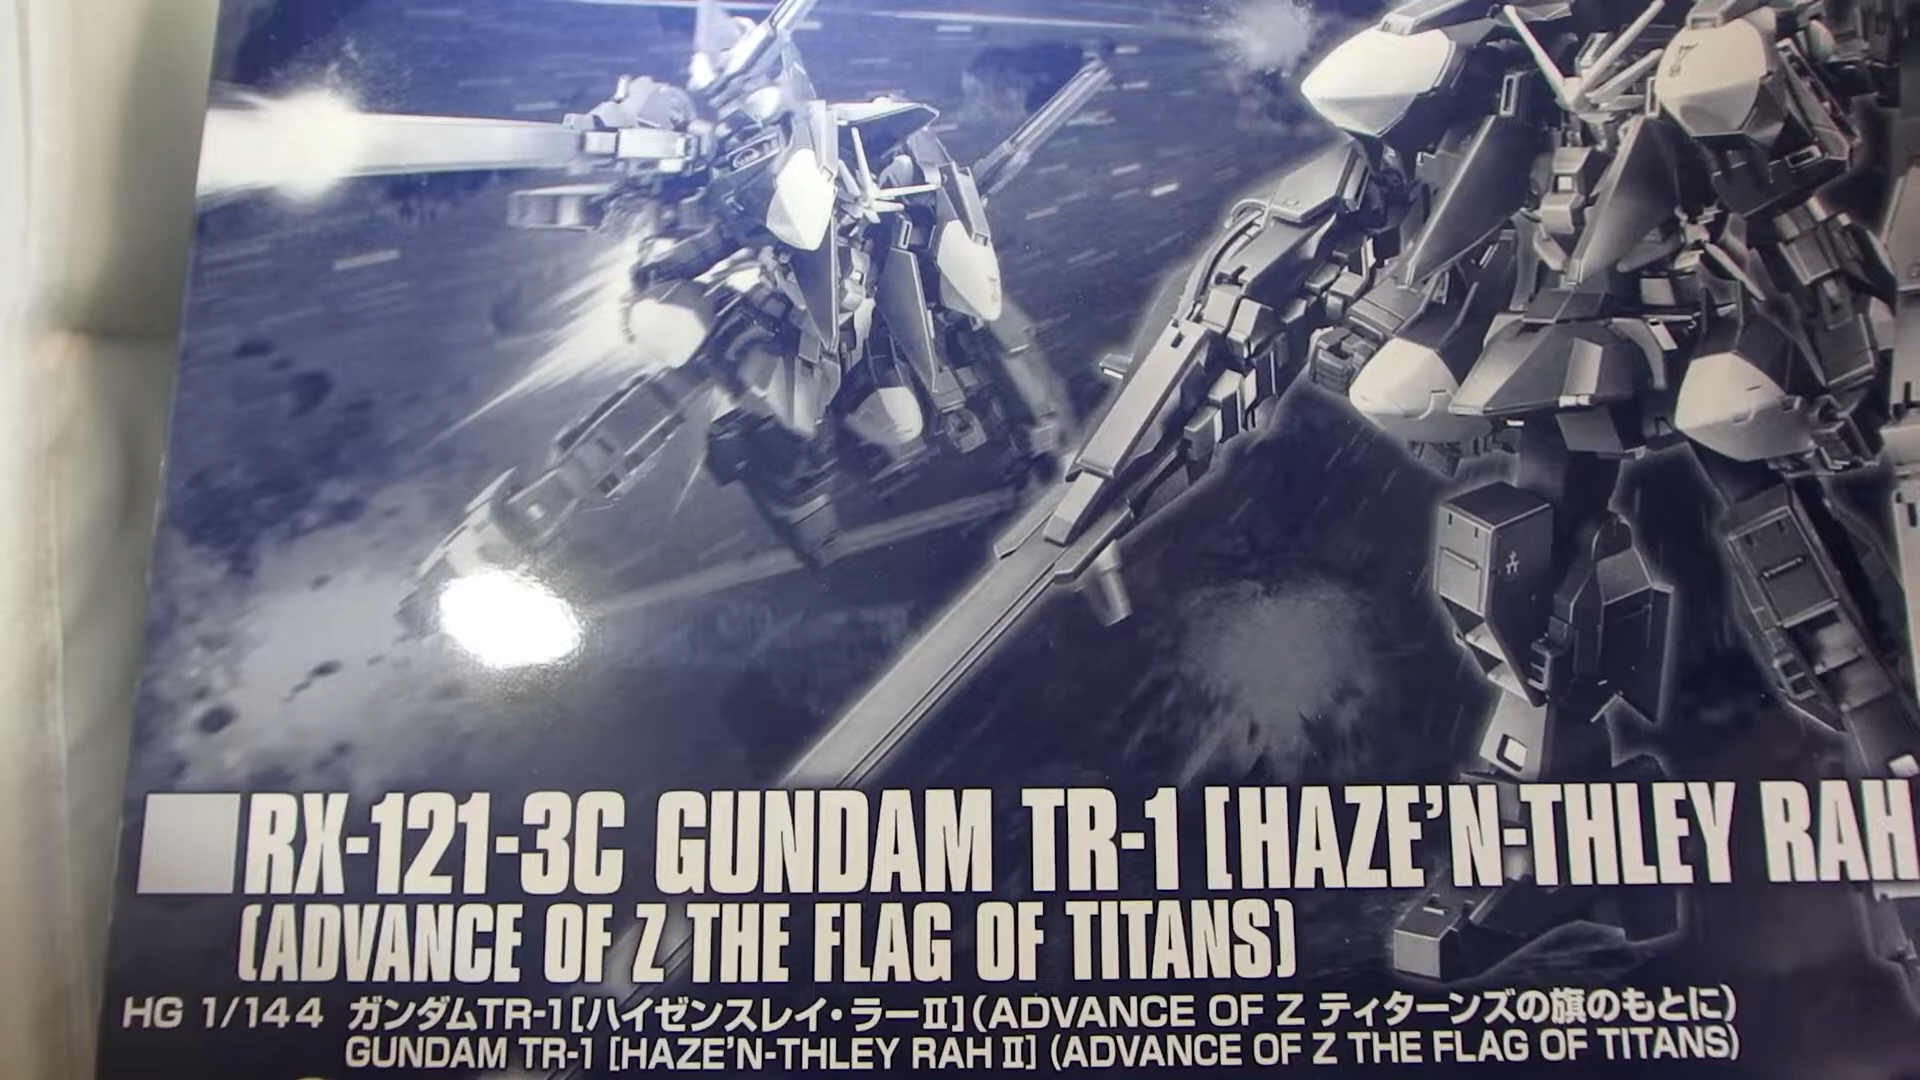 RX-121-3C GUNDAM TR-1 [HAZE'N-THLEY RAH
(ADVANCE OF Z THE FLAG OF TITANS)
HG 1/144 ガンダムTR-1[ハイゼンスレイ・ラーⅡ](ADVANCE OF Z ティターンズの旗のもとに)
GUNDAM TR-1 [HAZE'N-THLEY RAH Ⅱ] (ADVANCE OF Z THE FLAG OF TITANS)